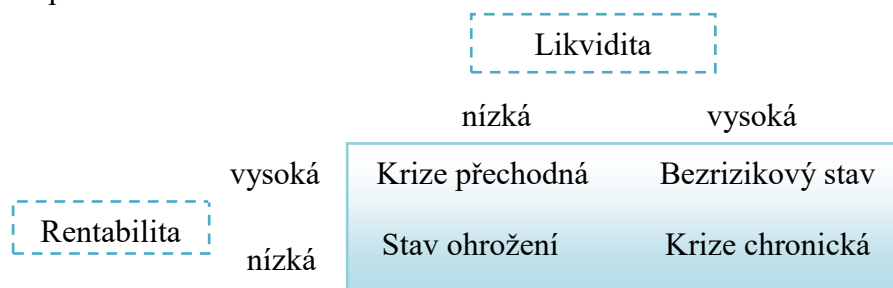 Likvidita
nízká vysoká
vysoká Krize přechodná Bezrizikový stav
Rentabilita
nízká Stav ohrožení Krize chronická